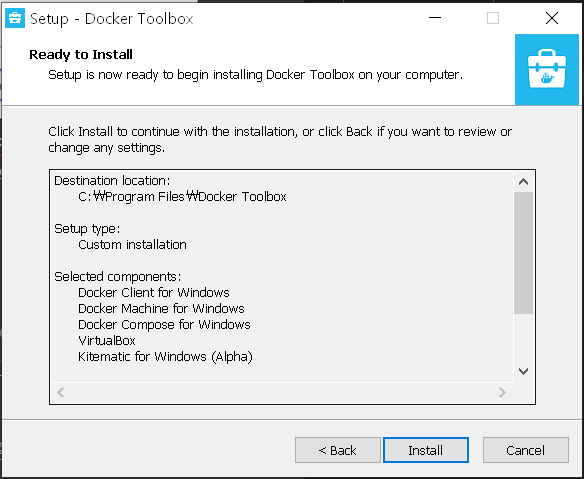 Setup - Docker Toolbox
Ready to Install
Setup is now ready to begin installing Docker Toolbox on your computer.
Click Install to continue with the installation, or click Back if you want to review or
change any settings.
Destination location:
C:₩Program Files₩Docker Toolbox
Setup type:
Custom installation
Selected components:
Docker Client for Windows
Docker Machine for Windows
Docker Compose for Windows
VirtualBox
Kitematic for Windows (Alpha)
< Back
Install
Cancel